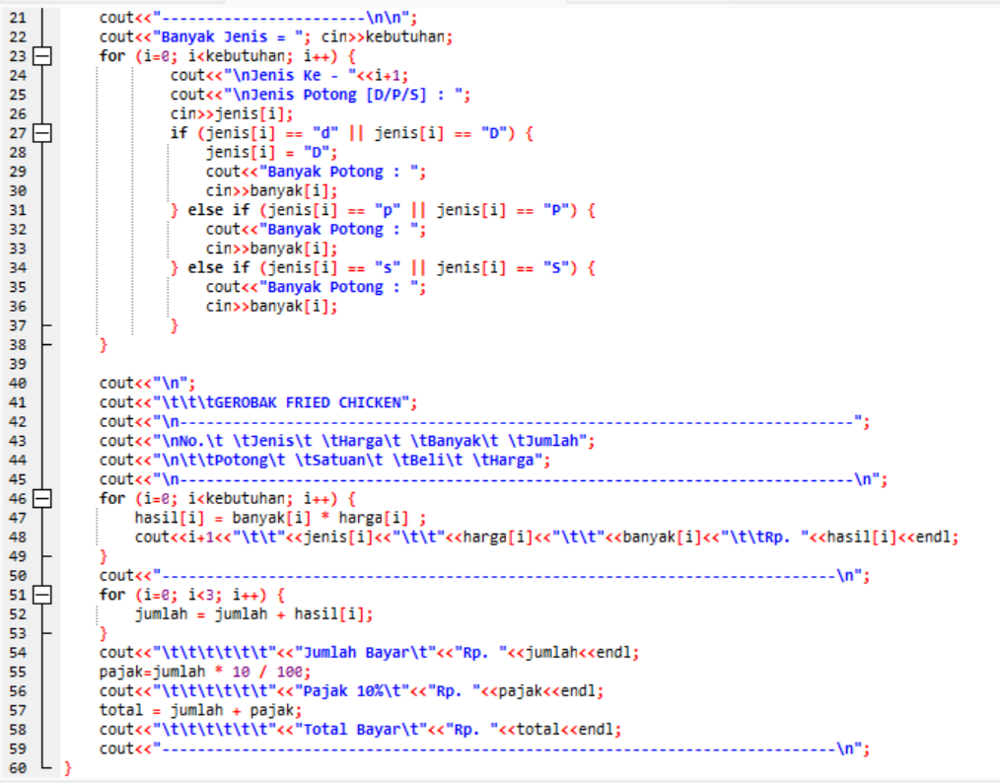 21 cout<<"-----------------------\n\n";
22 cout<<"Banyak Jenis = "; cin>>kebutuhan;
23 for (i=0; i<kebutuhan; i++) {
24 cout<<"\nJenis Ke - "<<i+1;
25 cout<<"\nJenis Potong [D/P/S] : ";
26 cin>>jenis[i];
27 if (jenis[i] == "d" || jenis[i] == "D") {
28 jenis[i] = "D";
29 cout<<"Banyak Potong : ";
30 cin>>banyak[i];
31 } else if (jenis[i] == "p" || jenis[i] == "P") {
32 cout<<"Banyak Potong : ";
33 cin>>banyak[i];
34 } else if (jenis[i] == "s" || jenis[i] == "S") {
35 cout<<"Banyak Potong : ";
36 cin>>banyak[i];
37 }
38 }
39
40 cout<<"\n";
41 cout<<"\t\t\tGEROBAK FRIED CHICKEN";
42 cout<<"\n----------------------------------------------------------------------------";
43 cout<<"\nNo.\t \tJenis\t \tHarga\t \tBanyak\t \tJumlah";
44 cout<<"\n\t\tPotong\t \tSatuan\t \tBeli\t \tHarga";
45 cout<<"\n----------------------------------------------------------------------------\n";
46 for (i=0; i<kebutuhan; i++) {
47 hasil[i] = banyak[i] * harga[i] ;
48 cout<<i+1<<"\t\t"<<jenis[i]<<"\t\t"<<harga[i]<<"\t\t"<<banyak[i]<<"\t\tRp. "<<hasil[i]<<endl;
49 }
50 cout<<"----------------------------------------------------------------------------\n";
51 for (i=0; i<3; i++) {
52 jumlah = jumlah + hasil[i];
53 }
54 cout<<"\t\t\t\t\t\t"<<"Jumlah Bayar\t"<<"Rp. "<<jumlah<<endl;
55 pajak=jumlah * 10 / 100;
56 cout<<"\t\t\t\t\t\t"<<"Pajak 10%\t"<<"Rp. "<<pajak<<endl;
57 total = jumlah + pajak;
58 cout<<"\t\t\t\t\t\t"<<"Total Bayar\t"<<"Rp. "<<total<<endl;
59 cout<<"----------------------------------------------------------------------------\n";
60 }